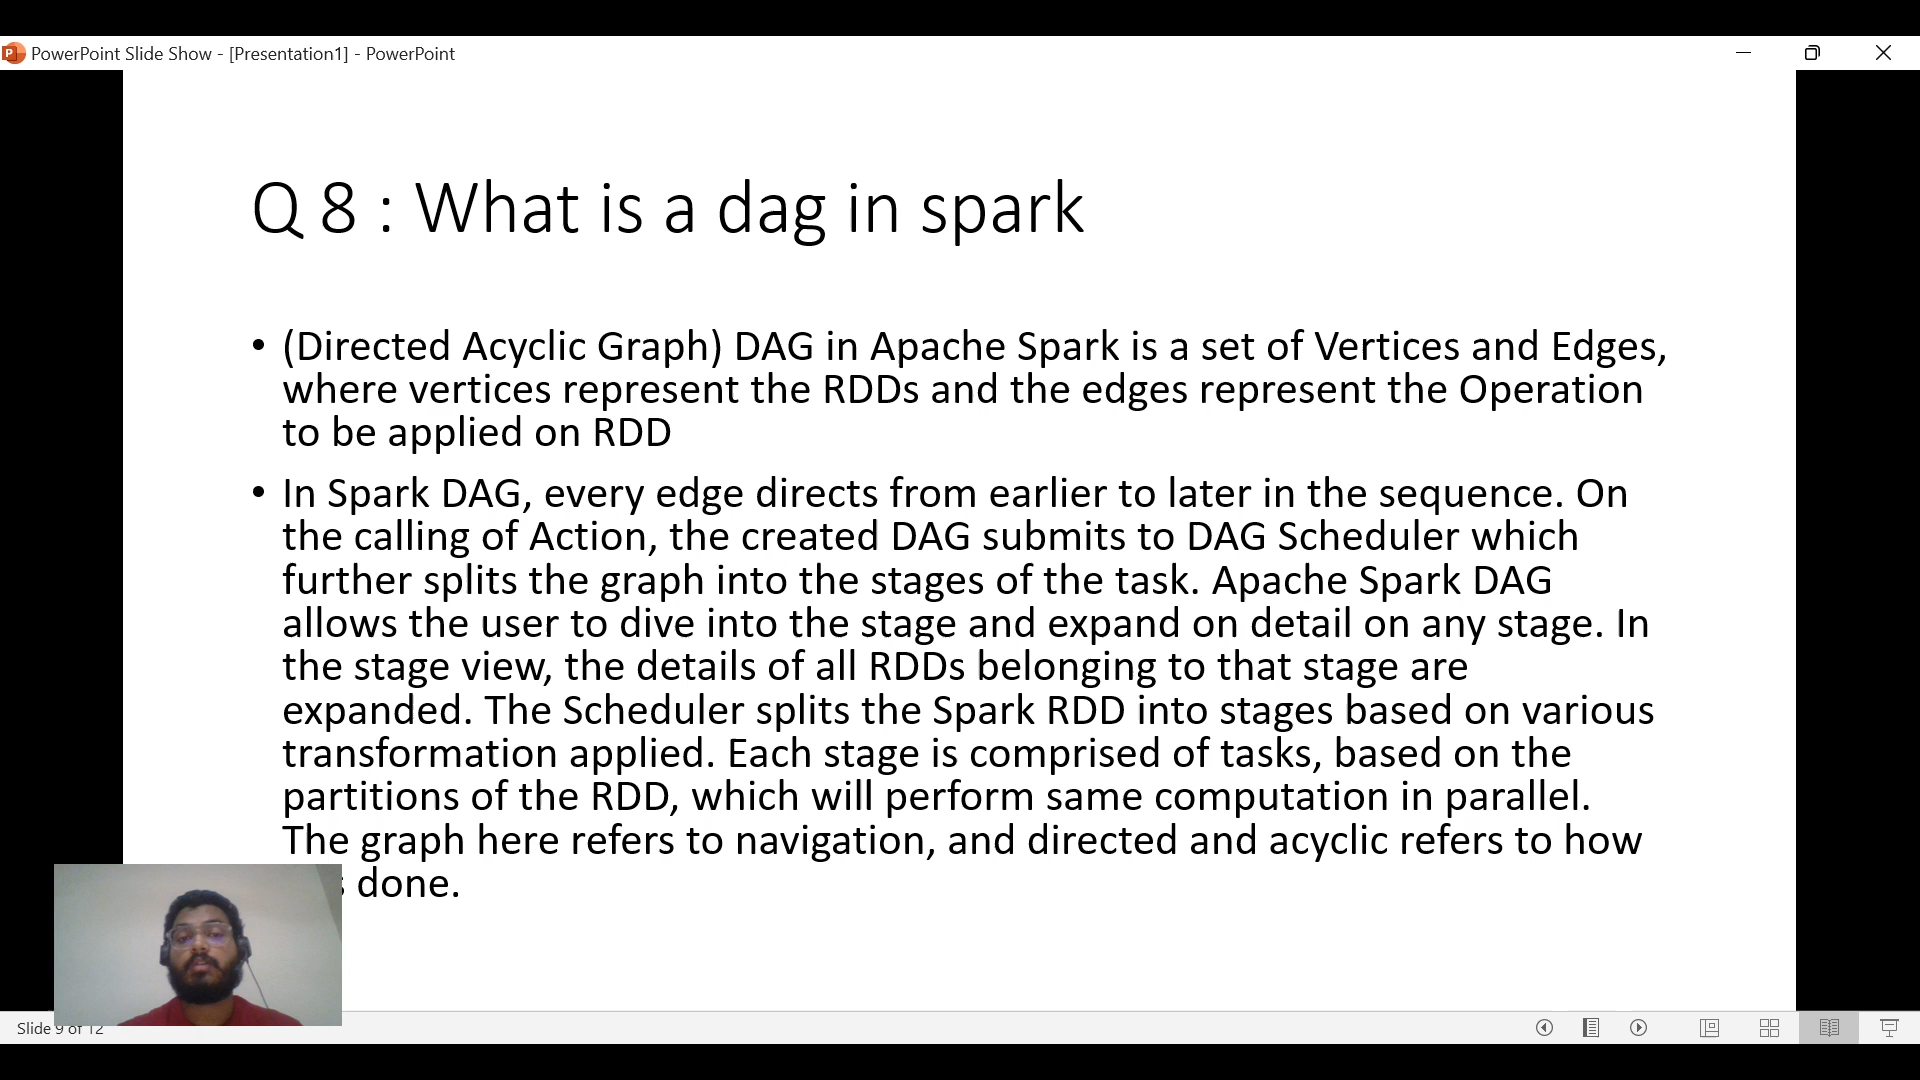 PowerPoint Slide Show - [Presentation1] - PowerPoint
Q 8 : What is a dag in spark
• (Directed Acyclic Graph) DAG in Apache Spark is a set of Vertices and Edges,
where vertices represent the RDDs and the edges represent the Operation
to be applied on RDD
• In Spark DAG, every edge directs from earlier to later in the sequence. On
the calling of Action, the created DAG submits to DAG Scheduler which
further splits the graph into the stages of the task. Apache Spark DAG
allows the user to dive into the stage and expand on detail on any stage. In
the stage view, the details of all RDDs belonging to that stage are
expanded. The Scheduler splits the Spark RDD into stages based on various
transformation applied. Each stage is comprised of tasks, based on the
partitions of the RDD, which will perform same computation in parallel.
The graph here refers to navigation, and directed and acyclic refers to how
done.
Slide 9 of 12